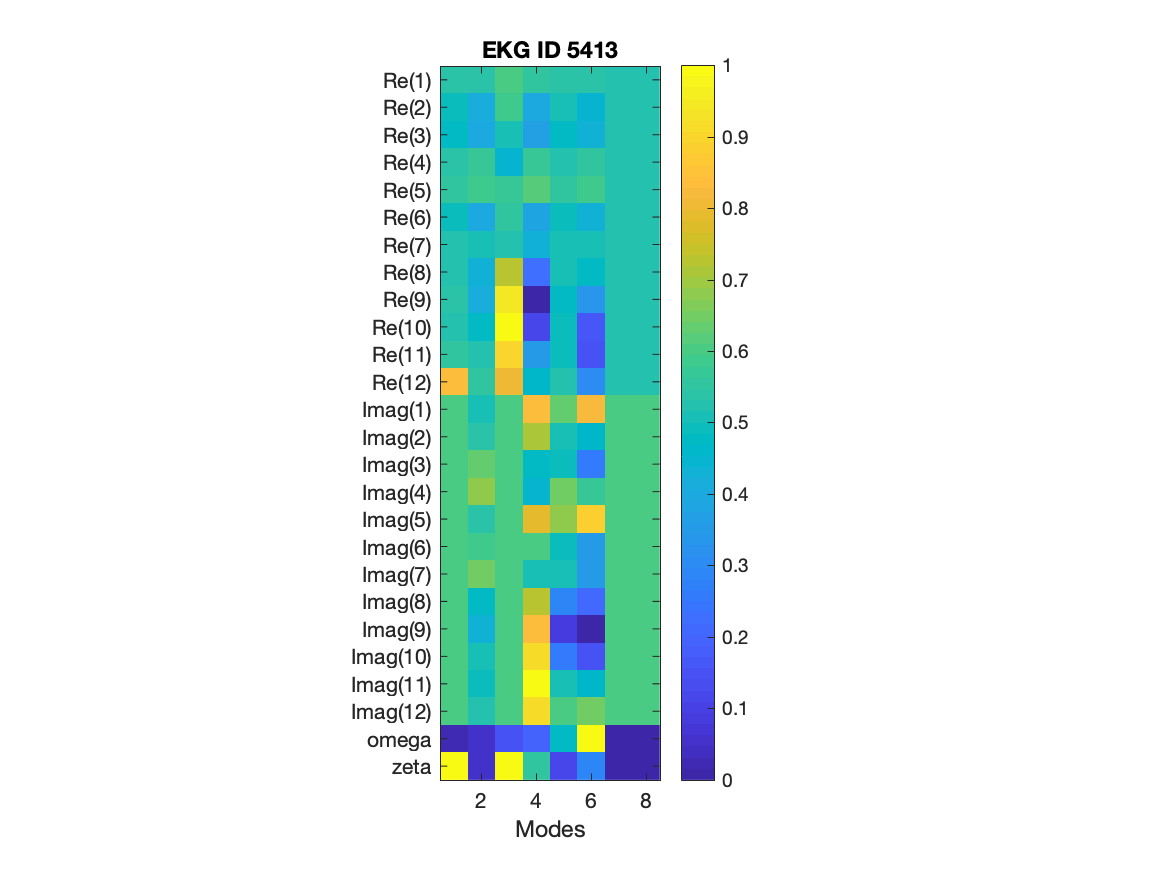 EKG ID 5413
Re(1)
Re(2)
Re(3)
Re(4)
Re(5)
Re(6)
Re(7)
Re(8)
Re(9)
Re(10)
Re(11)
Re(12)
Imag(1)
Imag(2)
Imag(3)
Imag(4)
Imag(5)
Imag(6)
Imag(7)
Imag(8)
Imag(9)
Imag(10)
Imag(11)
Imag(12)
omega
zeta
2 4 6 8
Modes
1
0.9
0.8
0.7
0.6
0.5
0.4
0.3
0.2
0.1
0